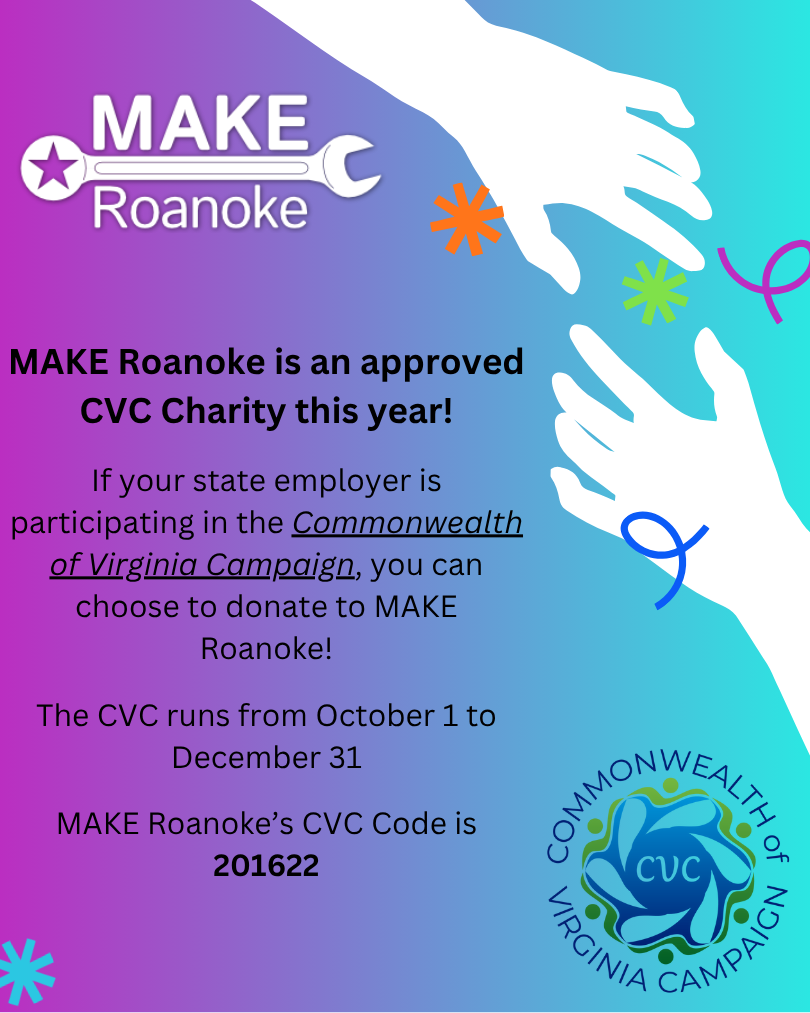 MAKE
Roanoke
MAKE Roanoke is an approved
CVC Charity this year!
If your state employer is
participating in the Commonwealth
of Virginia Campaign, you can
choose to donate to MAKE
Roanoke!
The CVC runs from October 1 to
December 31
MAKE Roanoke’s CVC Code is
201622
COMMONWEALTH of
CVC
VIRGINIA CAMPAIGN